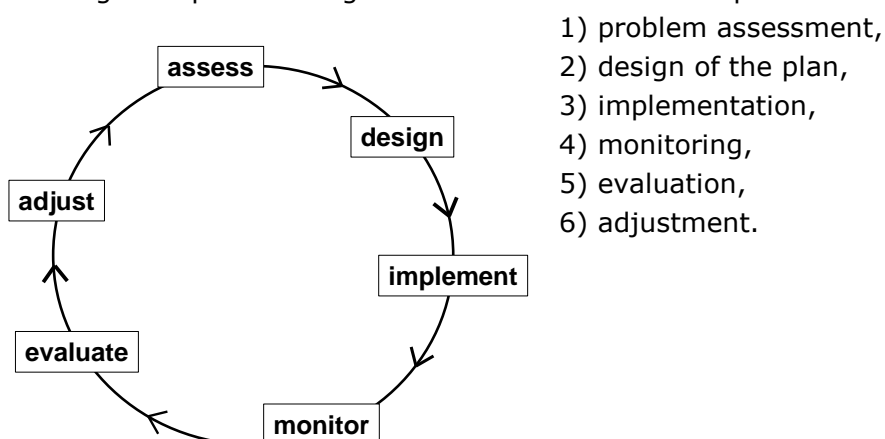 1) problem assessment,
2) design of the plan,
3) implementation,
4) monitoring,
5) evaluation,
6) adjustment.
assess
design
implement
monitor
evaluate
adjust